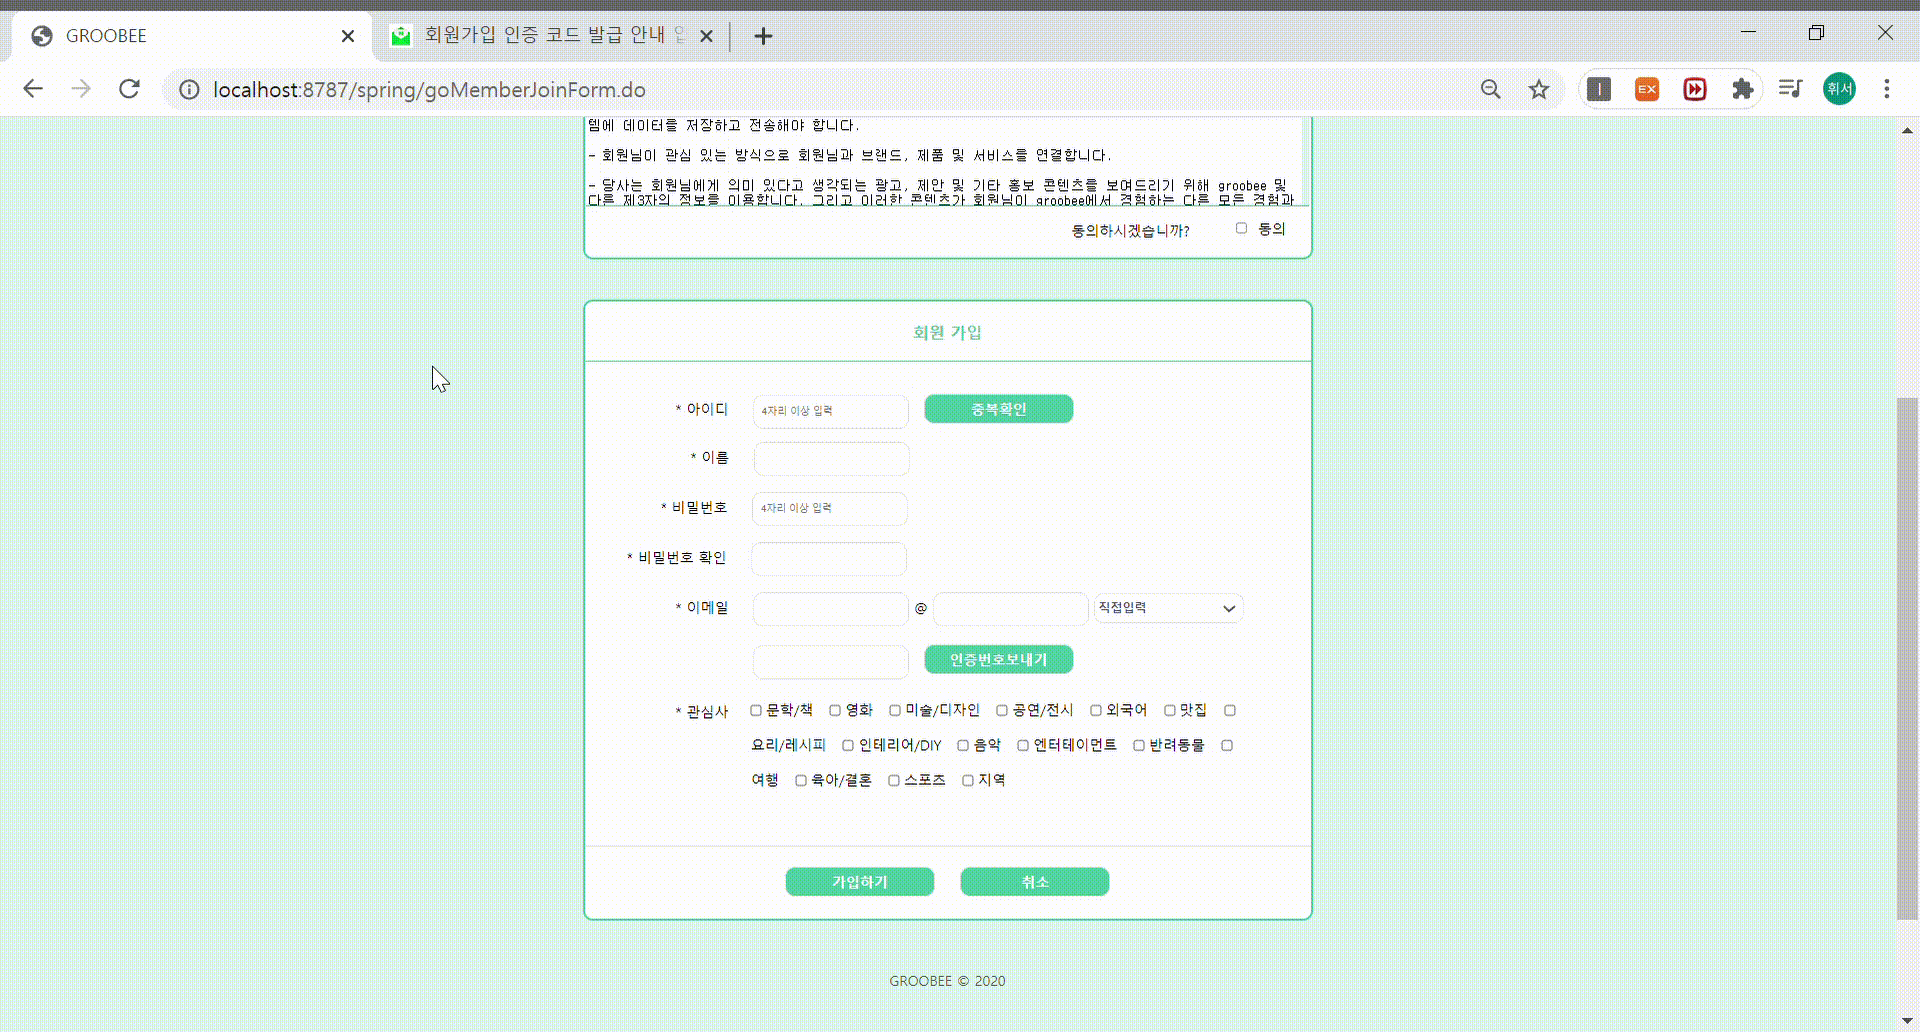 GROOBEE
회원가입 인증 코드 발급 안내
localhost:8787/spring/goMemberJoinForm.do
EX
휘서
템에 데이터를 저장하고 전송해야 합니다.
- 회원님이 관심 있는 방식으로 회원님과 브랜드, 제품 및 서비스를 연결합니다.
- 당사는 회원님에게 의미 있다고 생각되는 광고, 제안 및 기타 홍보 콘텐츠를 보여드리기 위해 groobee 및
다른 제3자의 정보를 이용합니다. 그리고 이러한 콘텐츠가 회원님이 groobee에서 경험하는 다른 모든 경험과
동의하시겠습니까? 동의
회원 가입
* 아이디 4자리 이상 입력 중복확인
* 이름
* 비밀번호 4자리 이상 입력
* 비밀번호 확인
* 이메일 @ 직접입력
인증번호보내기
* 관심사 문학/책 영화 미술/디자인 공연/전시 외국어 맛집
요리/레시피 인테리어/DIY 음악 엔터테이먼트 반려동물
여행 육아/결혼 스포츠 지역
가입하기 취소
GROOBEE © 2020